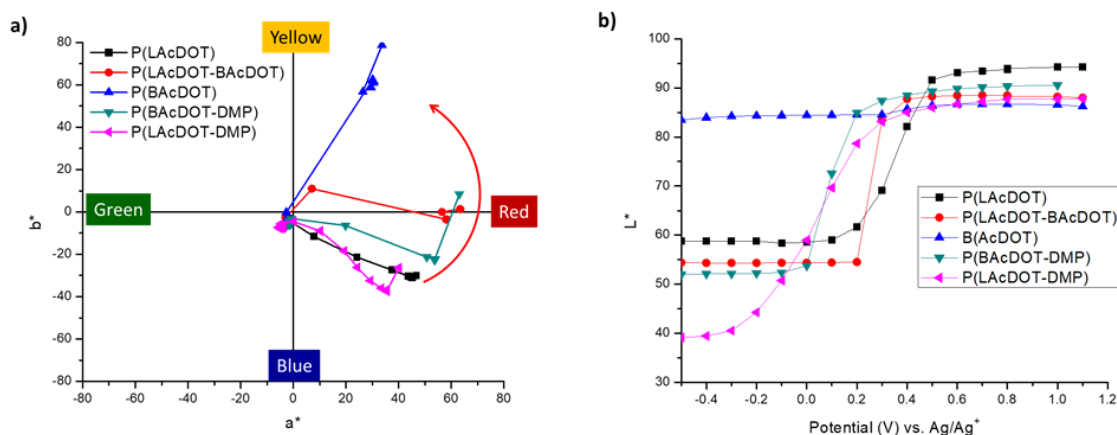 a)
80
60
40
20
0
-20
-40
-60
-80
b*
P(LAcDOT)
P(LAcDOT-BAcDOT)
P(BAcDOT)
P(BAcDOT-DMP)
P(LAcDOT-DMP)
Yellow
Green
Red
Blue
-80 -60 -40 -20 0 20 40 60 80
a*
b)
100
90
80
70
60
50
40
30
L*
P(LAcDOT)
P(LAcDOT-BAcDOT)
B(AcDOT)
P(BAcDOT-DMP)
P(LAcDOT-DMP)
-0.4 -0.2 0.0 0.2 0.4 0.6 0.8 1.0 1.2
Potential (V) vs. Ag/Ag+